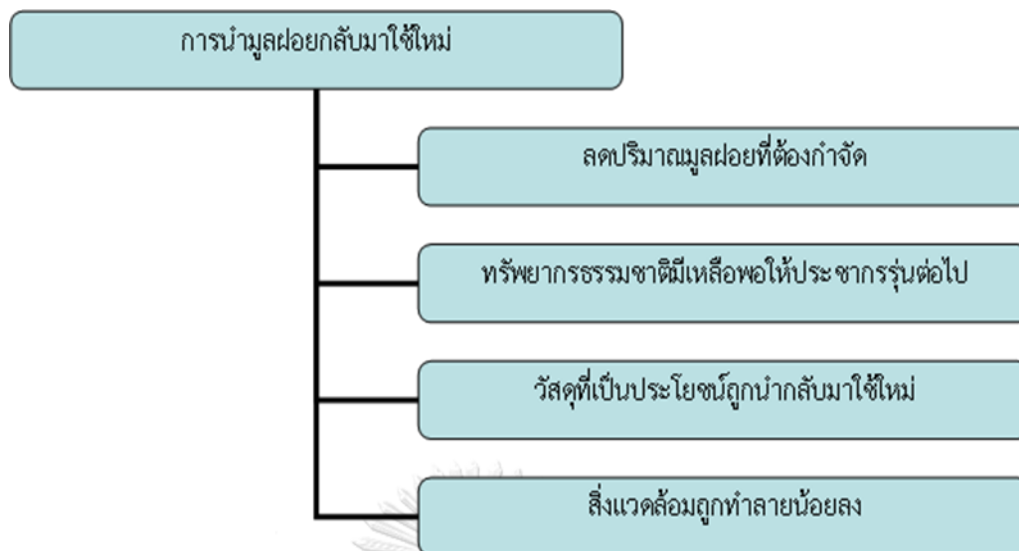 การนำมูลฝอยกลับมาใช้ใหม่
ลดปริมาณมูลฝอยที่ต้องกำจัด
ทรัพยากรธรรมชาติมีเหลือพอให้ประชากรรุ่นต่อไป
วัสดุที่เป็นประโยชน์ถูกนำกลับมาใช้ใหม่
สิ่งแวดล้อมถูกทำลายน้อยลง